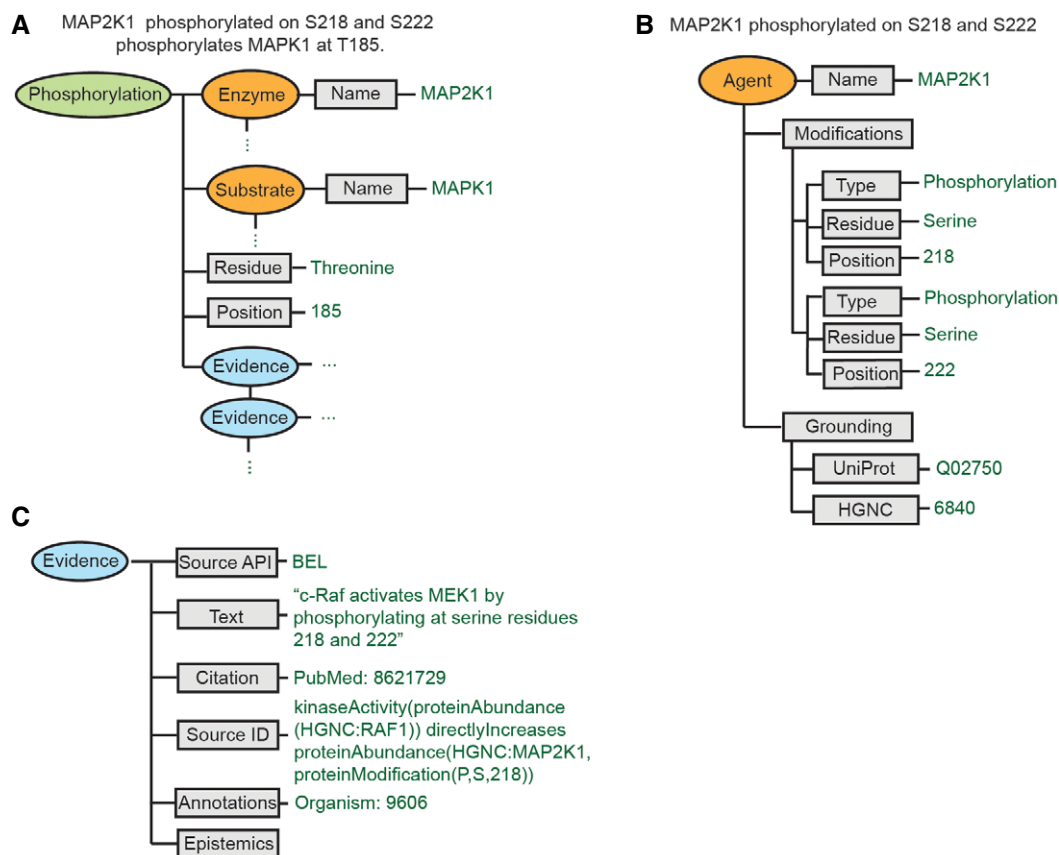 A
MAP2K1 phosphorylated on S218 and S222
phosphorylates MAPK1 at T185.
Phosphorylation
Enzyme
Name
MAP2K1
...
Substrate
Name
MAPK1
...
Residue
Threonine
Position
185
Evidence
...
Evidence
...
...
B
MAP2K1 phosphorylated on S218 and S222
Agent
Name
MAP2K1
Modifications
Type
Phosphorylation
Residue
Serine
Position
218
Type
Phosphorylation
Residue
Serine
Position
222
Grounding
UniProt
Q02750
HGNC
6840
C
Evidence
Source API
BEL
Text
“c-Raf activates MEK1 by
phosphorylating at serine residues
218 and 222”
Citation
PubMed: 8621729
Source ID
kinaseActivity(proteinAbundance
(HGNC:RAF1)) directlyIncreases
proteinAbundance(HGNC:MAP2K1,
proteinModification(P,S,218))
Annotations
Organism: 9606
Epistemics